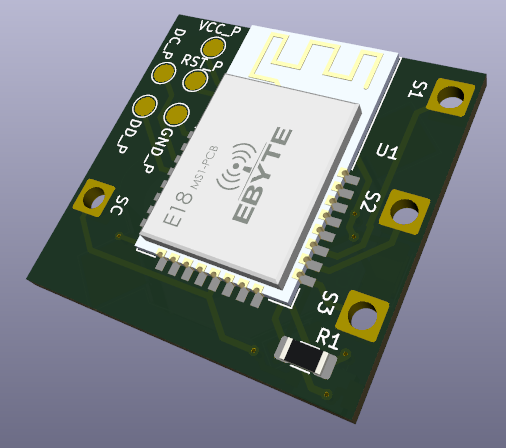 VCC_P
DC_P
RST_P
DD_P
GND_P
SC
E18 MS1-PCB
EBYTE
U1
S1
S2
S3
R1